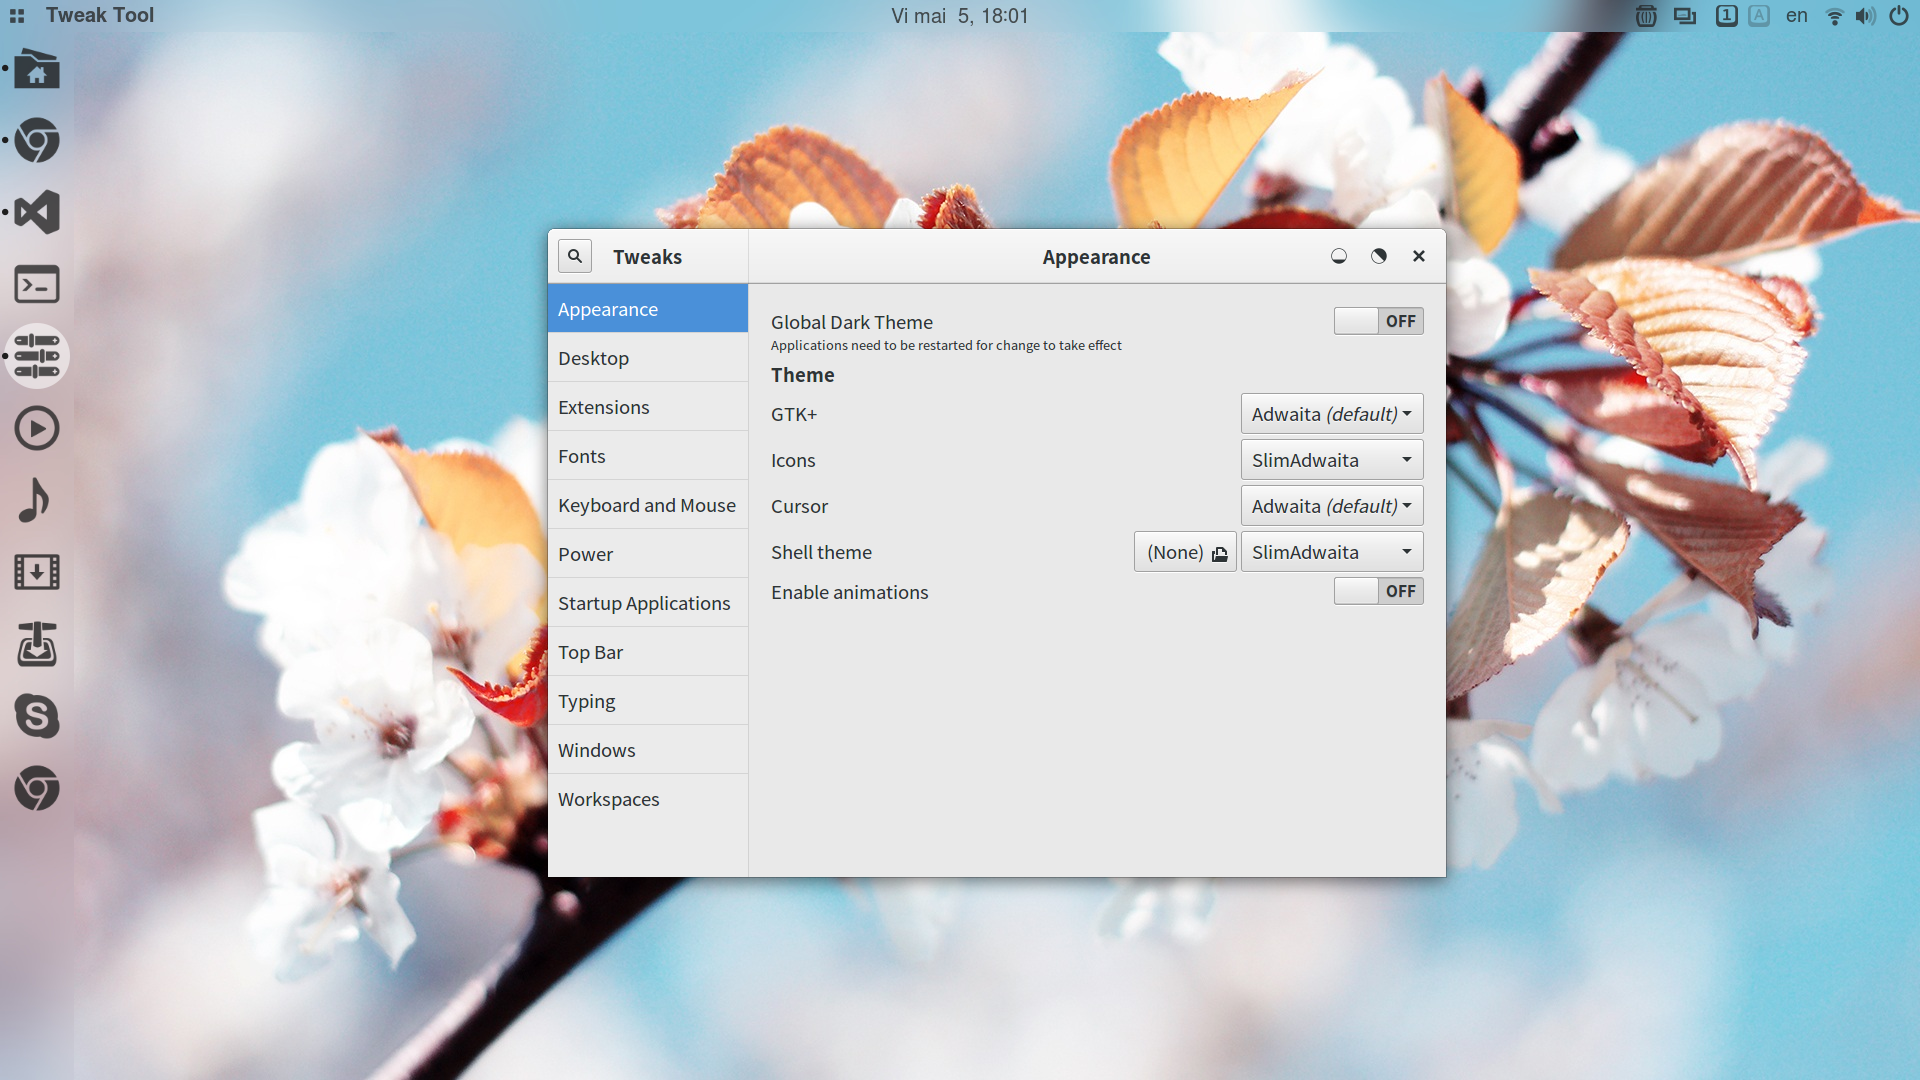 Tweak Tool
Vi mai 5, 18:01
1
A
en
Tweaks
Appearance
Appearance
Desktop
Extensions
Fonts
Keyboard and Mouse
Power
Startup Applications
Top Bar
Typing
Windows
Workspaces
Global Dark Theme
OFF
Applications need to be restarted for change to take effect
Theme
GTK+
Adwaita (default)
Icons
SlimAdwaita
Cursor
Adwaita (default)
Shell theme
(None)
SlimAdwaita
Enable animations
OFF